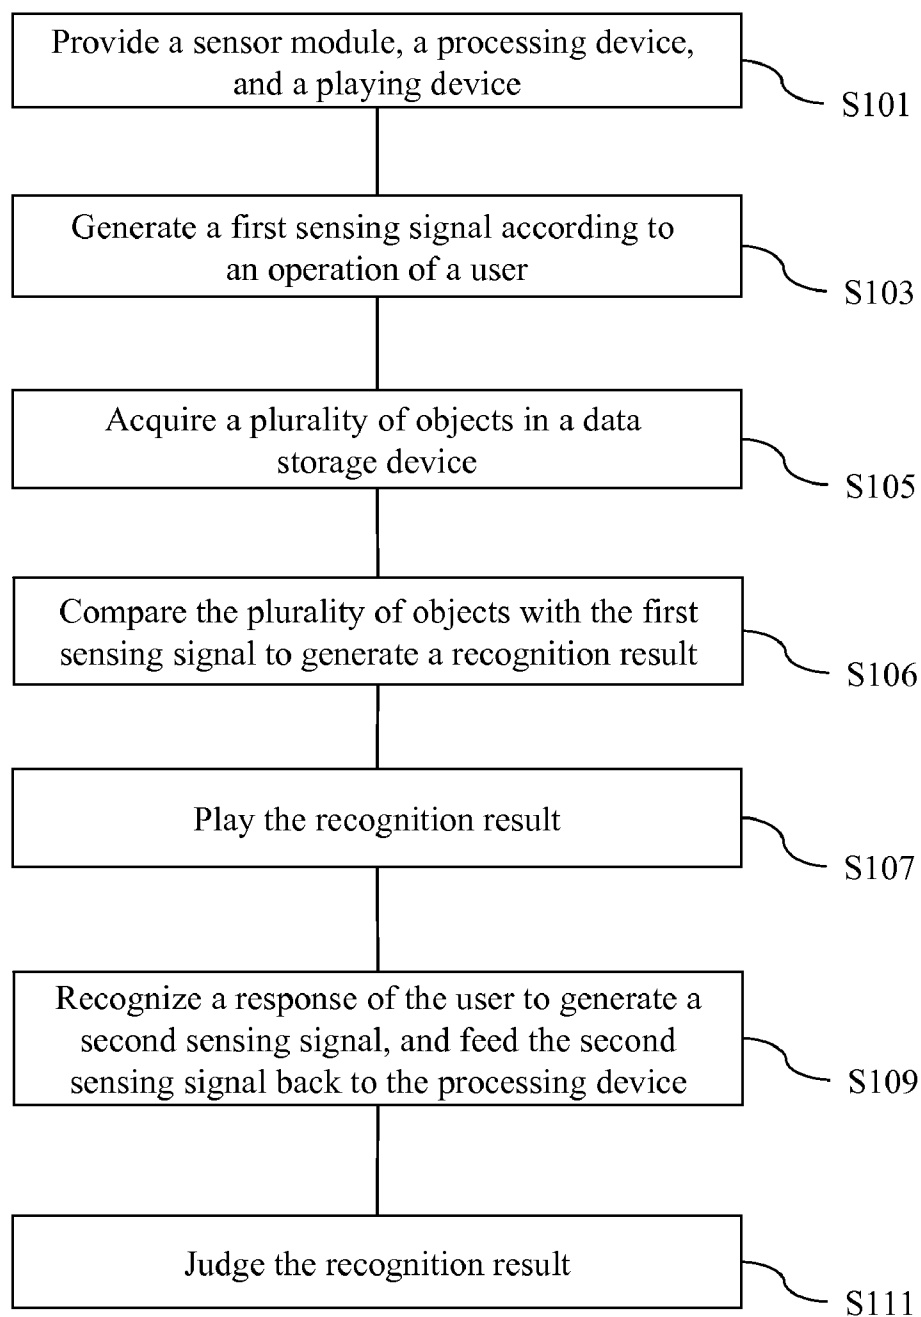 Provide a sensor module, a processing device,
and a playing device
S101
Generate a first sensing signal according to
an operation of a user
S103
Acquire a plurality of objects in a data
storage device
S105
Compare the plurality of objects with the first
sensing signal to generate a recognition result
S106
Play the recognition result
S107
Recognize a response of the user to generate a
second sensing signal, and feed the second
sensing signal back to the processing device
S109
Judge the recognition result
S111